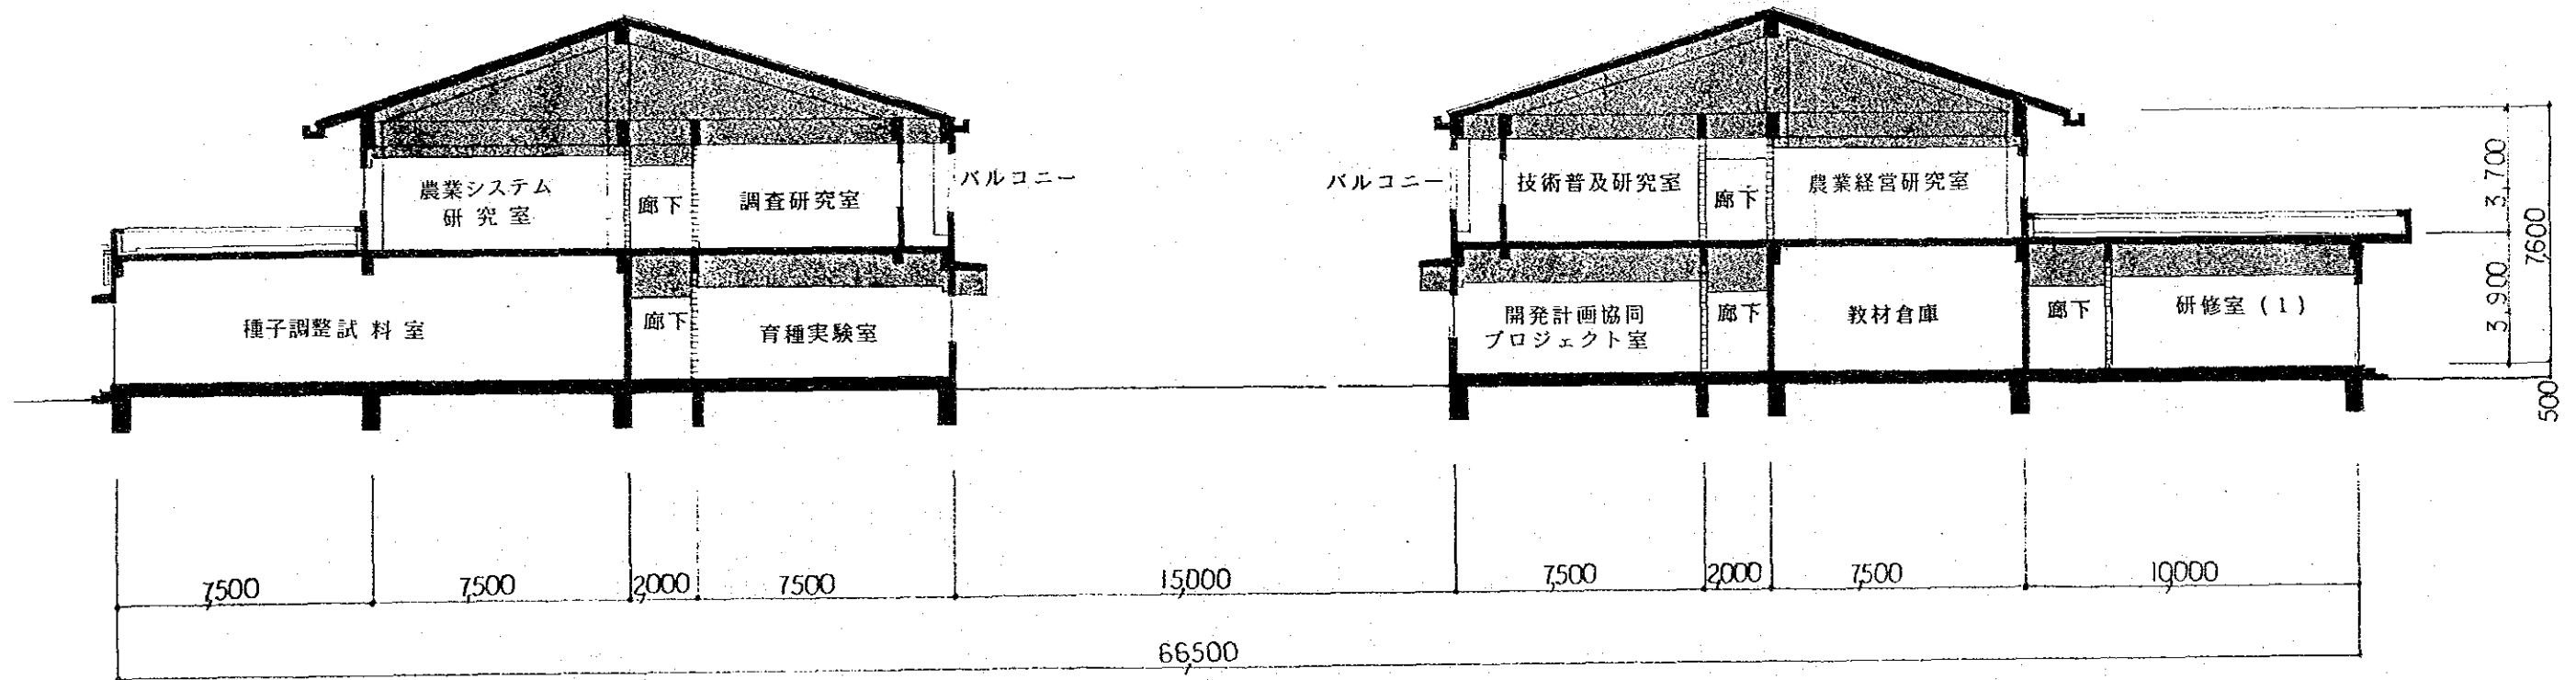 農業システム
研究室
廊下
調査研究室
バルコニー
バルコニー
技術普及研究室
廊下
農業経営研究室
3,700
7,600
種子調整試料室
廊下
育種実験室
開発計画協同
プロジェクト室
廊下
教材倉庫
廊下
研修室 (1)
3,900
500
7,500
7,500
2,000
7,500
15,000
7,500
2,000
7,500
10,000
66,500